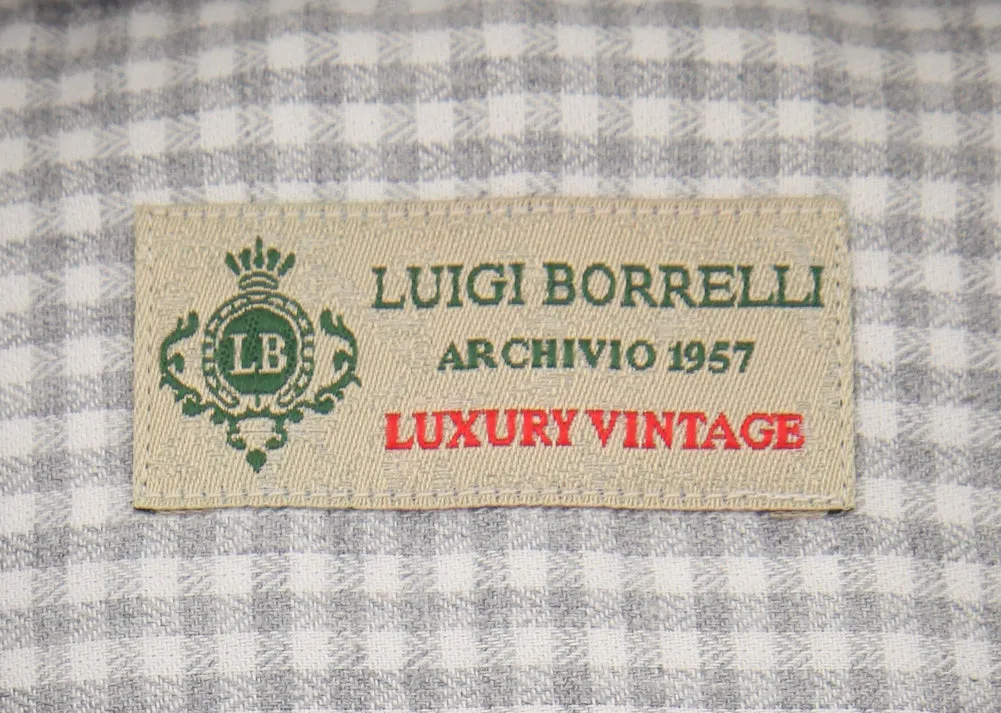 LB
LUIGI BORRELLI
ARCHIVIO 1957
LUXURY VINTAGE